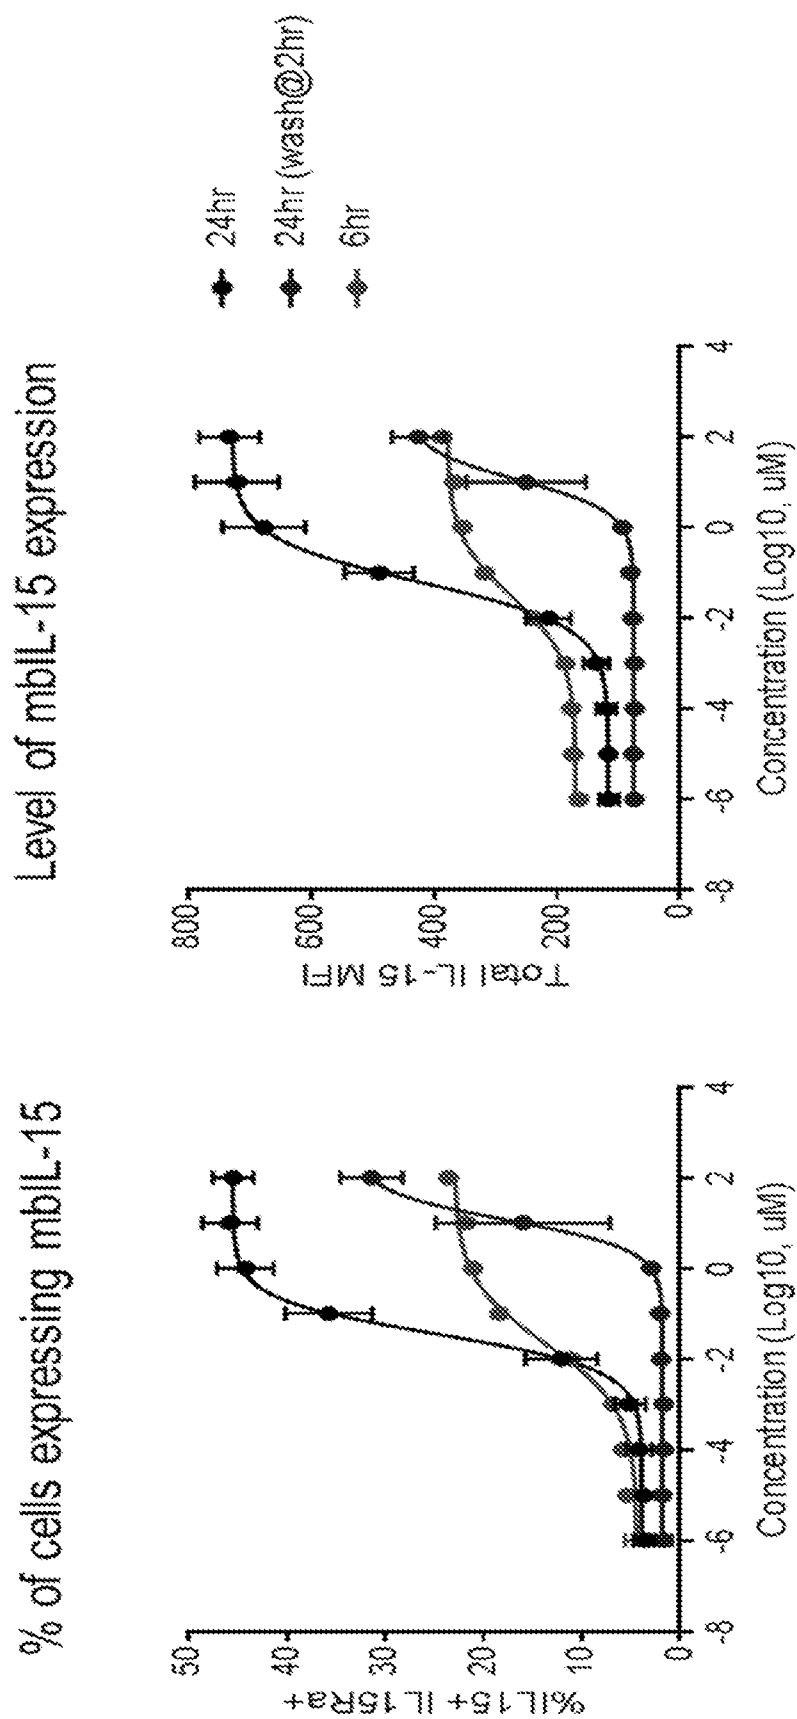 % of cells expressing mbIL-15
%IL15+ IL15Ra+
50
40
30
20
10
0
-8
-6
-4
-2
0
2
4
Concentration (Log10, uM)
Level of mbIL-15 expression
Total IL-15 MFI
800
600
400
200
0
-8
-6
-4
-2
0
2
4
Concentration (Log10, uM)
24hr
24hr (wash@2hr)
6hr